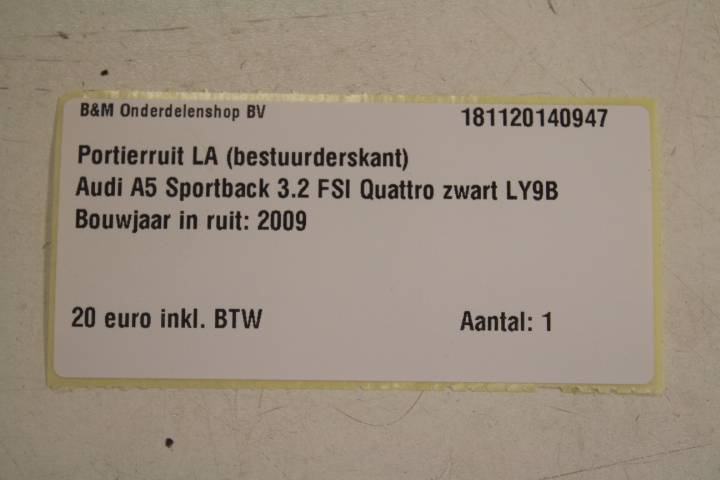 B&M Onderdelenshop BV
181120140947
Portierruit LA (bestuurderskant)
Audi A5 Sportback 3.2 FSI Quattro zwart LY9B
Bouwjaar in ruit: 2009
20 euro inkl. BTW
Aantal: 1